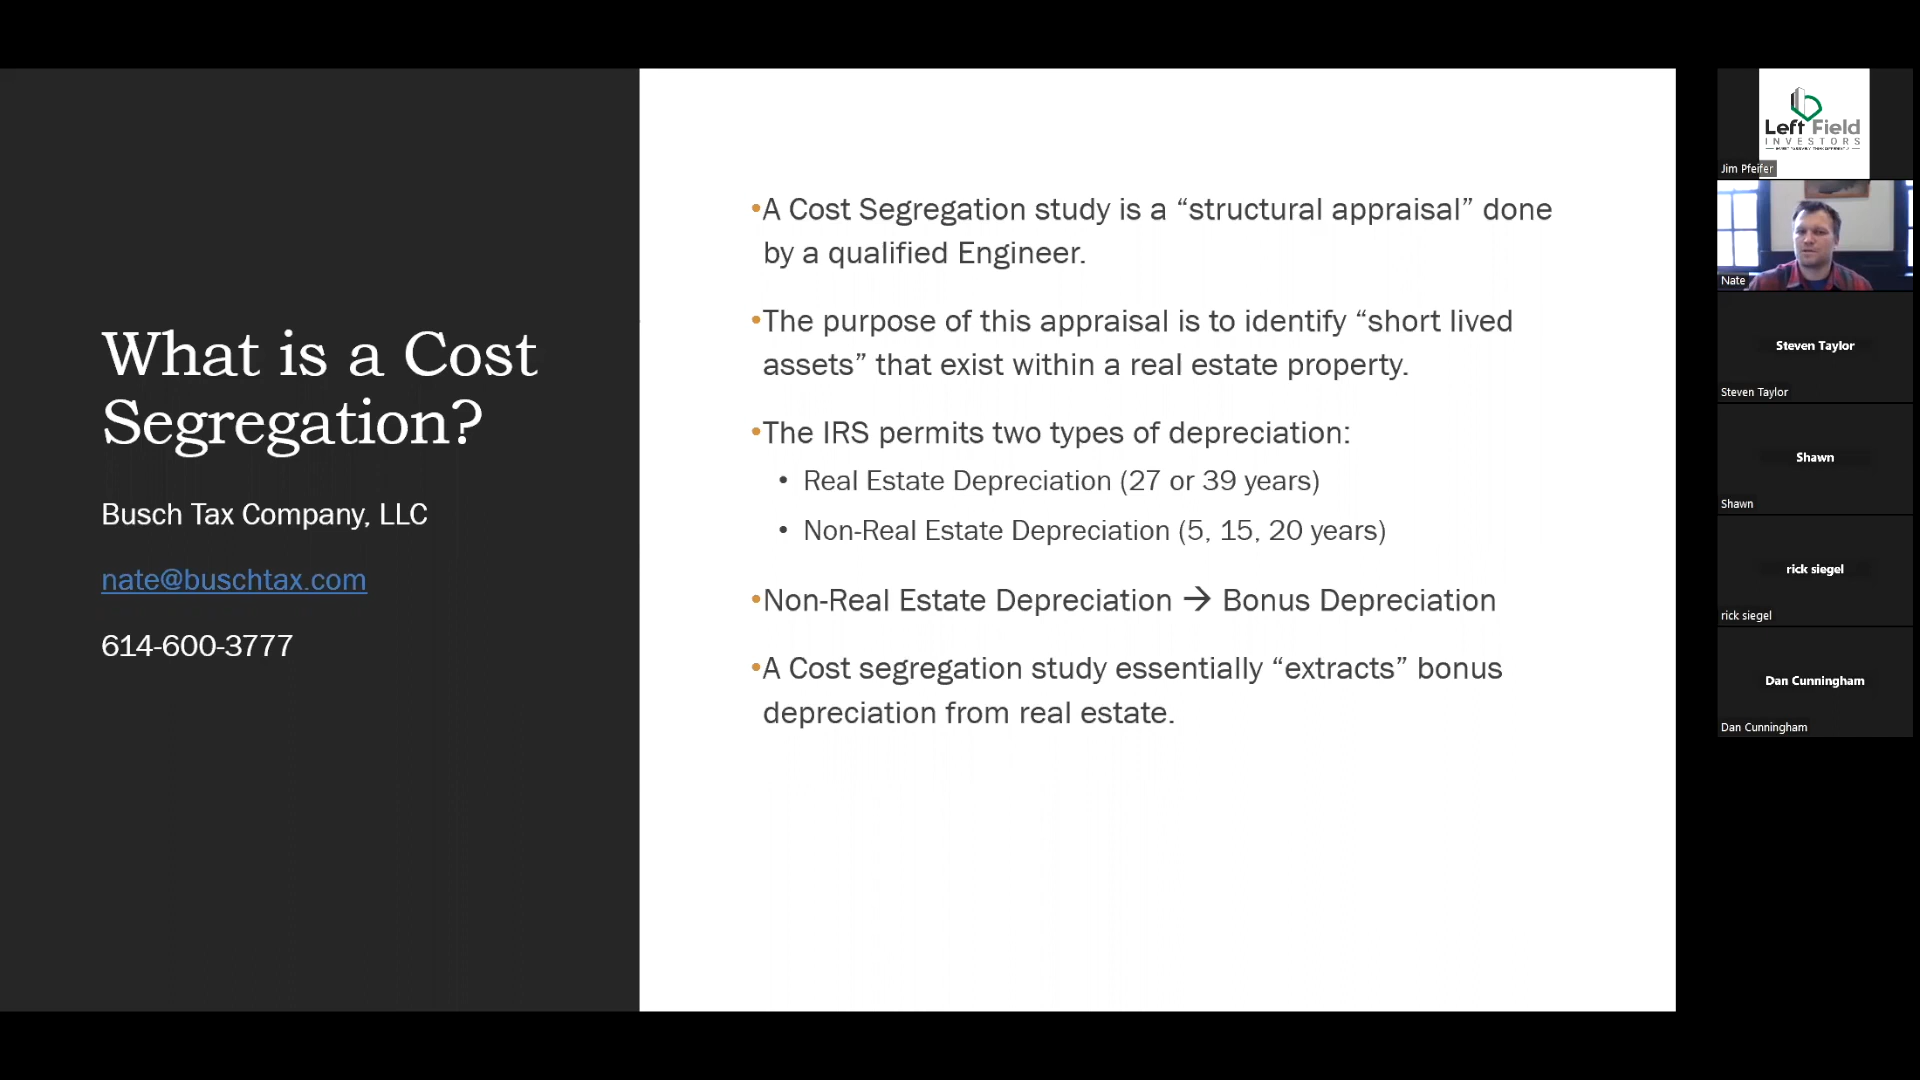 What is a Cost
Segregation?
Busch Tax Company, LLC
nate@buschtax.com
614-600-3777
•A Cost Segregation study is a “structural appraisal” done
by a qualified Engineer.
•The purpose of this appraisal is to identify “short lived
assets” that exist within a real estate property.
•The IRS permits two types of depreciation:
• Real Estate Depreciation (27 or 39 years)
• Non-Real Estate Depreciation (5, 15, 20 years)
•Non-Real Estate Depreciation → Bonus Depreciation
•A Cost segregation study essentially “extracts” bonus
depreciation from real estate.
Left Field
INVESTORS
Jim Pfeifer
Nate
Steven Taylor
Steven Taylor
Shawn
Shawn
rick siegel
rick siegel
Dan Cunningham
Dan Cunningham